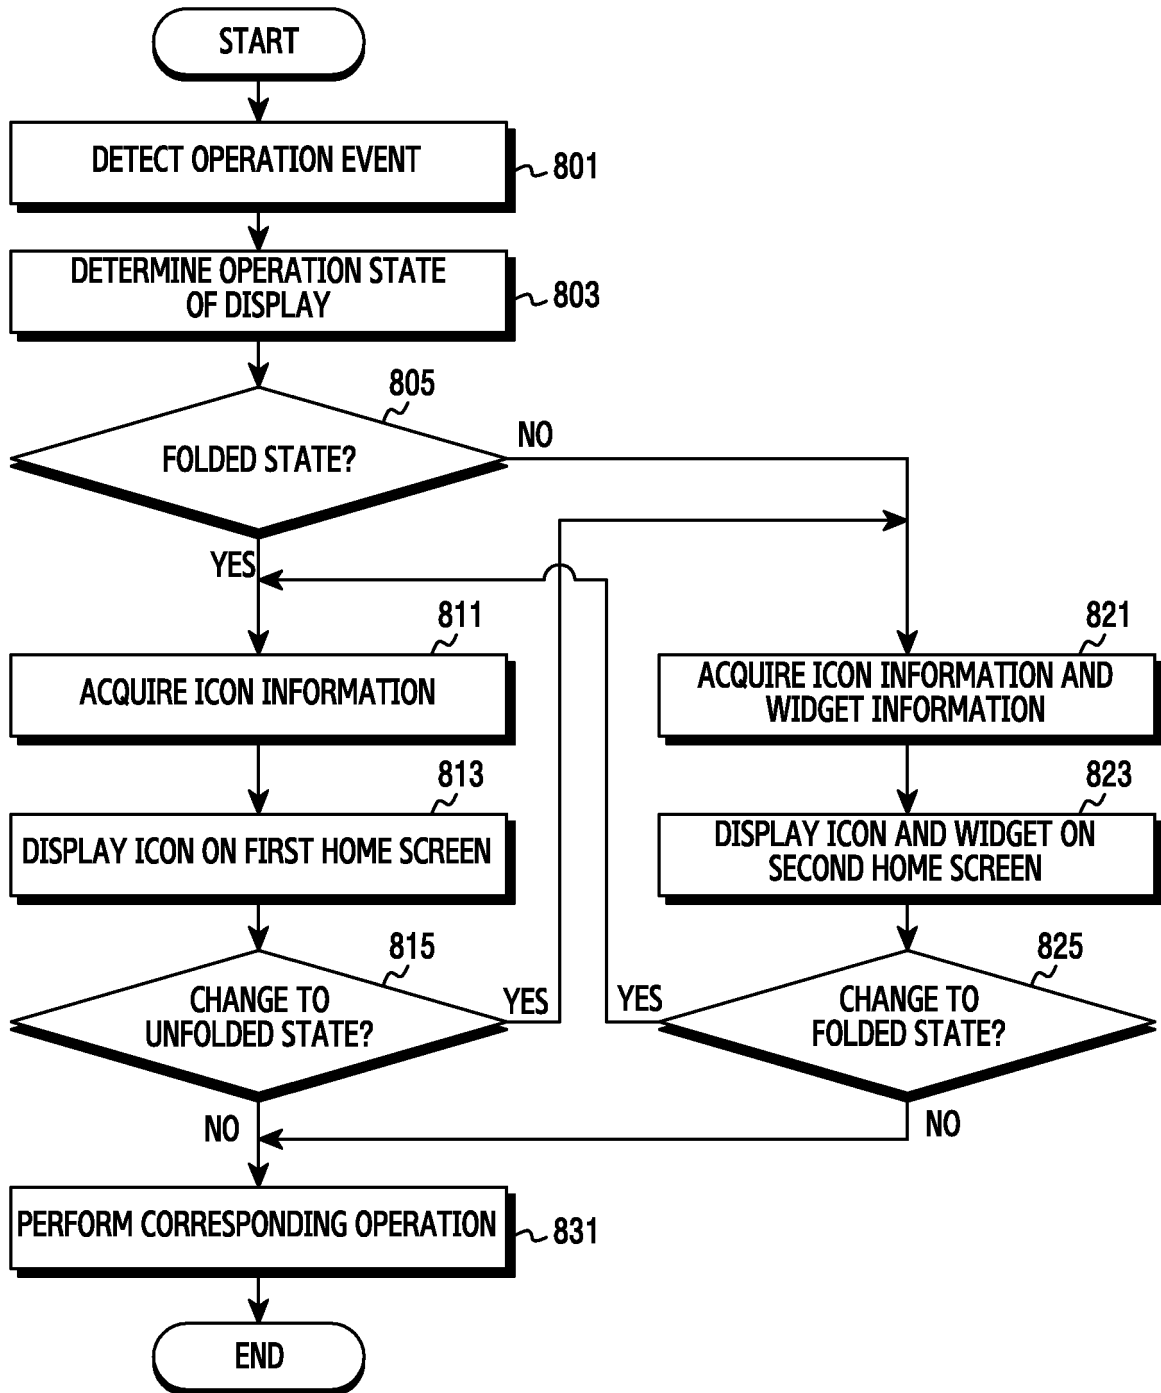 START
DETECT OPERATION EVENT
801
DETERMINE OPERATION STATE
OF DISPLAY
803
805
FOLDED STATE?
NO
YES
811
ACQUIRE ICON INFORMATION
821
ACQUIRE ICON INFORMATION AND
WIDGET INFORMATION
813
DISPLAY ICON ON FIRST HOME SCREEN
823
DISPLAY ICON AND WIDGET ON
SECOND HOME SCREEN
815
CHANGE TO
UNFOLDED STATE?
YES
825
YES
CHANGE TO
FOLDED STATE?
NO
NO
PERFORM CORRESPONDING OPERATION
831
END